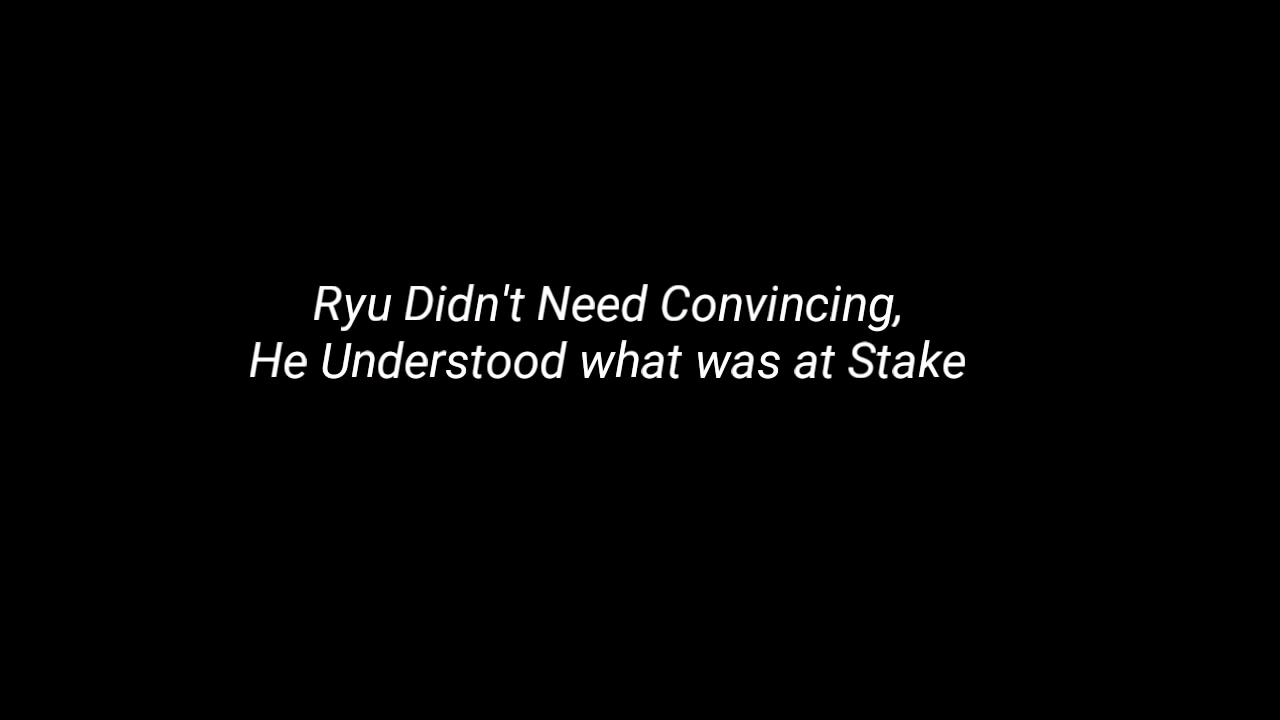 Ryu Didn't Need Convincing,
He Understood what was at Stake